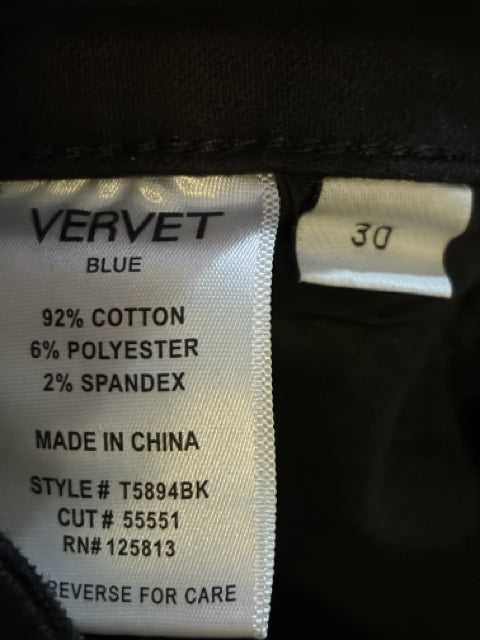 VERVET
BLUE
92% COTTON
6% POLYESTER
2% SPANDEX
MADE IN CHINA
STYLE# T5894BK
CUT# 55551
RN#125813
REVERSE FOR CARE
30